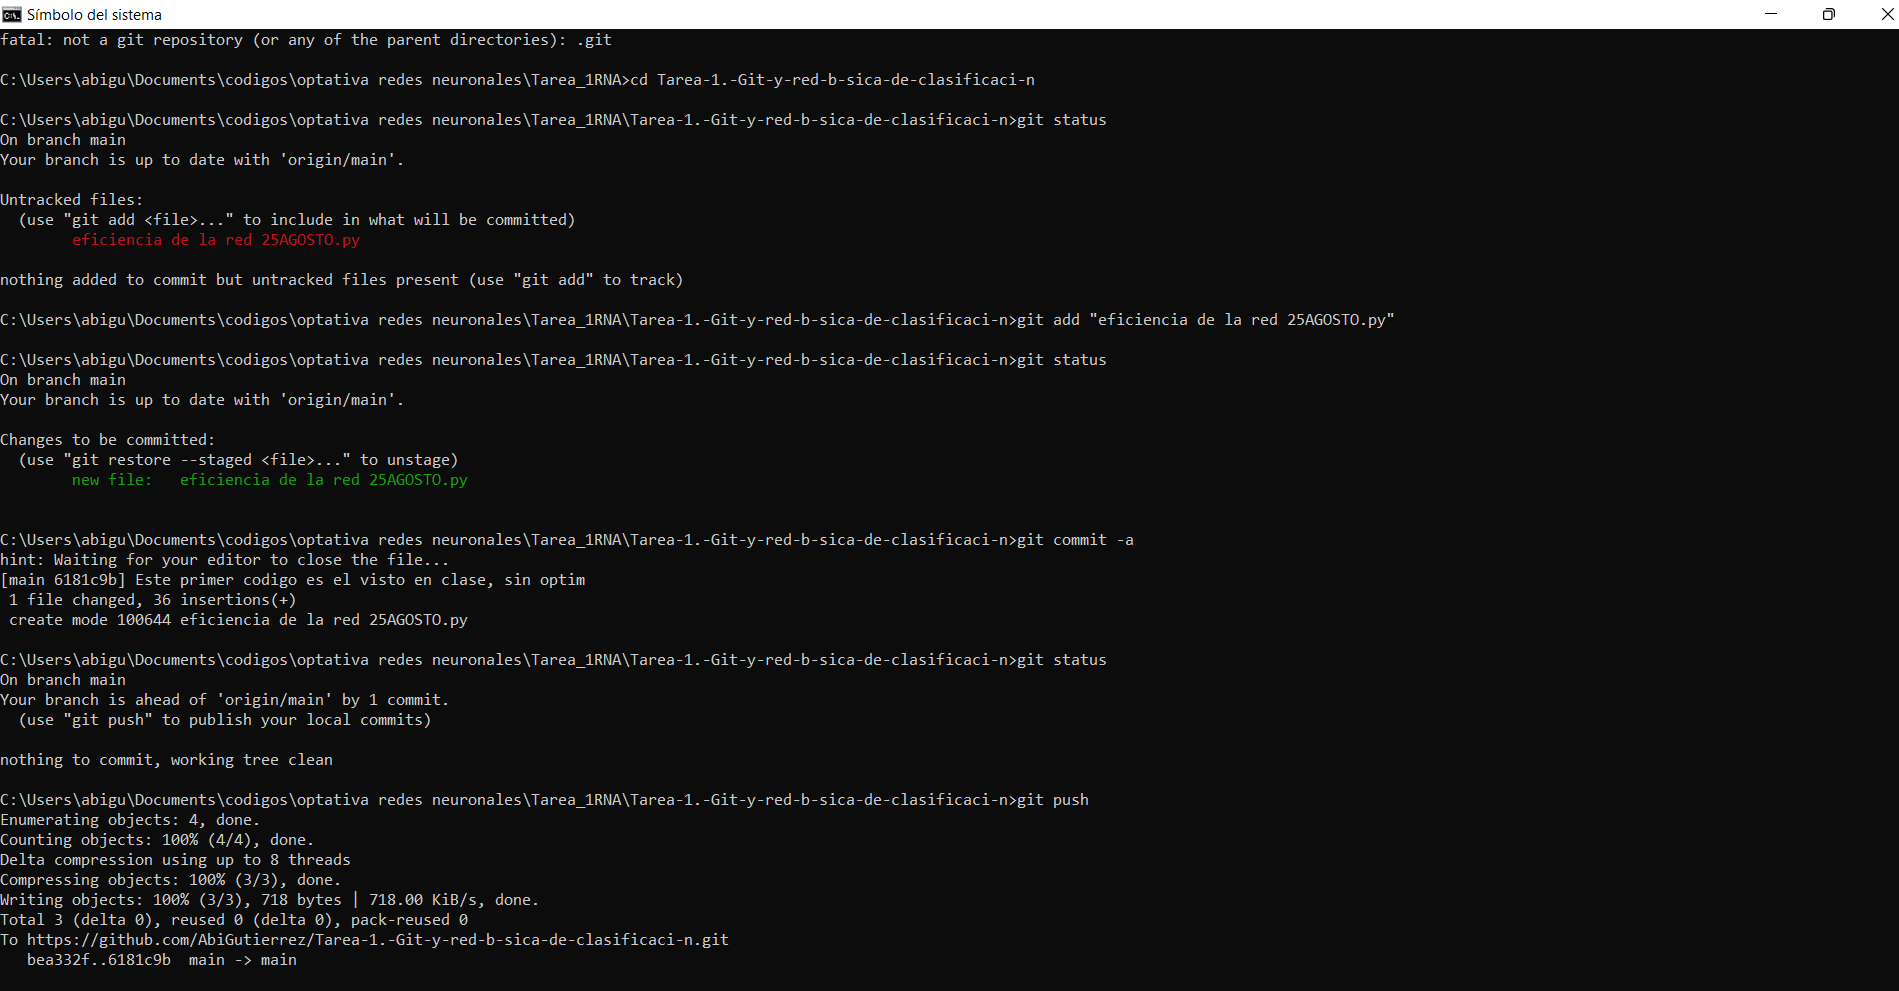 Símbolo del sistema
fatal: not a git repository (or any of the parent directories): .git
C:\Users\abigu\Documents\codigos\optativa redes neuronales\Tarea_1RNA>cd Tarea-1.-Git-y-red-b-sica-de-clasificaci-n
C:\Users\abigu\Documents\codigos\optativa redes neuronales\Tarea_1RNA\Tarea-1.-Git-y-red-b-sica-de-clasificaci-n>git status
On branch main
Your branch is up to date with 'origin/main'.
Untracked files:
  (use "git add <file>..." to include in what will be committed)
        eficiencia de la red 25AGOSTO.py
nothing added to commit but untracked files present (use "git add" to track)
C:\Users\abigu\Documents\codigos\optativa redes neuronales\Tarea_1RNA\Tarea-1.-Git-y-red-b-sica-de-clasificaci-n>git add "eficiencia de la red 25AGOSTO.py"
C:\Users\abigu\Documents\codigos\optativa redes neuronales\Tarea_1RNA\Tarea-1.-Git-y-red-b-sica-de-clasificaci-n>git status
On branch main
Your branch is up to date with 'origin/main'.
Changes to be committed:
  (use "git restore --staged <file>..." to unstage)
        new file:   eficiencia de la red 25AGOSTO.py
C:\Users\abigu\Documents\codigos\optativa redes neuronales\Tarea_1RNA\Tarea-1.-Git-y-red-b-sica-de-clasificaci-n>git commit -a
hint: Waiting for your editor to close the file...
[main 6181c9b] Este primer codigo es el visto en clase, sin optim
 1 file changed, 36 insertions(+)
 create mode 100644 eficiencia de la red 25AGOSTO.py
C:\Users\abigu\Documents\codigos\optativa redes neuronales\Tarea_1RNA\Tarea-1.-Git-y-red-b-sica-de-clasificaci-n>git status
On branch main
Your branch is ahead of 'origin/main' by 1 commit.
  (use "git push" to publish your local commits)
nothing to commit, working tree clean
C:\Users\abigu\Documents\codigos\optativa redes neuronales\Tarea_1RNA\Tarea-1.-Git-y-red-b-sica-de-clasificaci-n>git push
Enumerating objects: 4, done.
Counting objects: 100% (4/4), done.
Delta compression using up to 8 threads
Compressing objects: 100% (3/3), done.
Writing objects: 100% (3/3), 718 bytes | 718.00 KiB/s, done.
Total 3 (delta 0), reused 0 (delta 0), pack-reused 0
To https://github.com/AbiGutierrez/Tarea-1.-Git-y-red-b-sica-de-clasificaci-n.git
   bea332f..6181c9b  main -> main